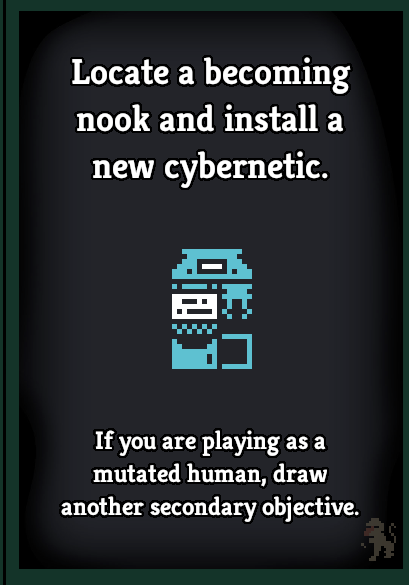 Locate a becoming
nook and install a
new cybernetic.
If you are playing as a
mutated human, draw
another secondary objective.